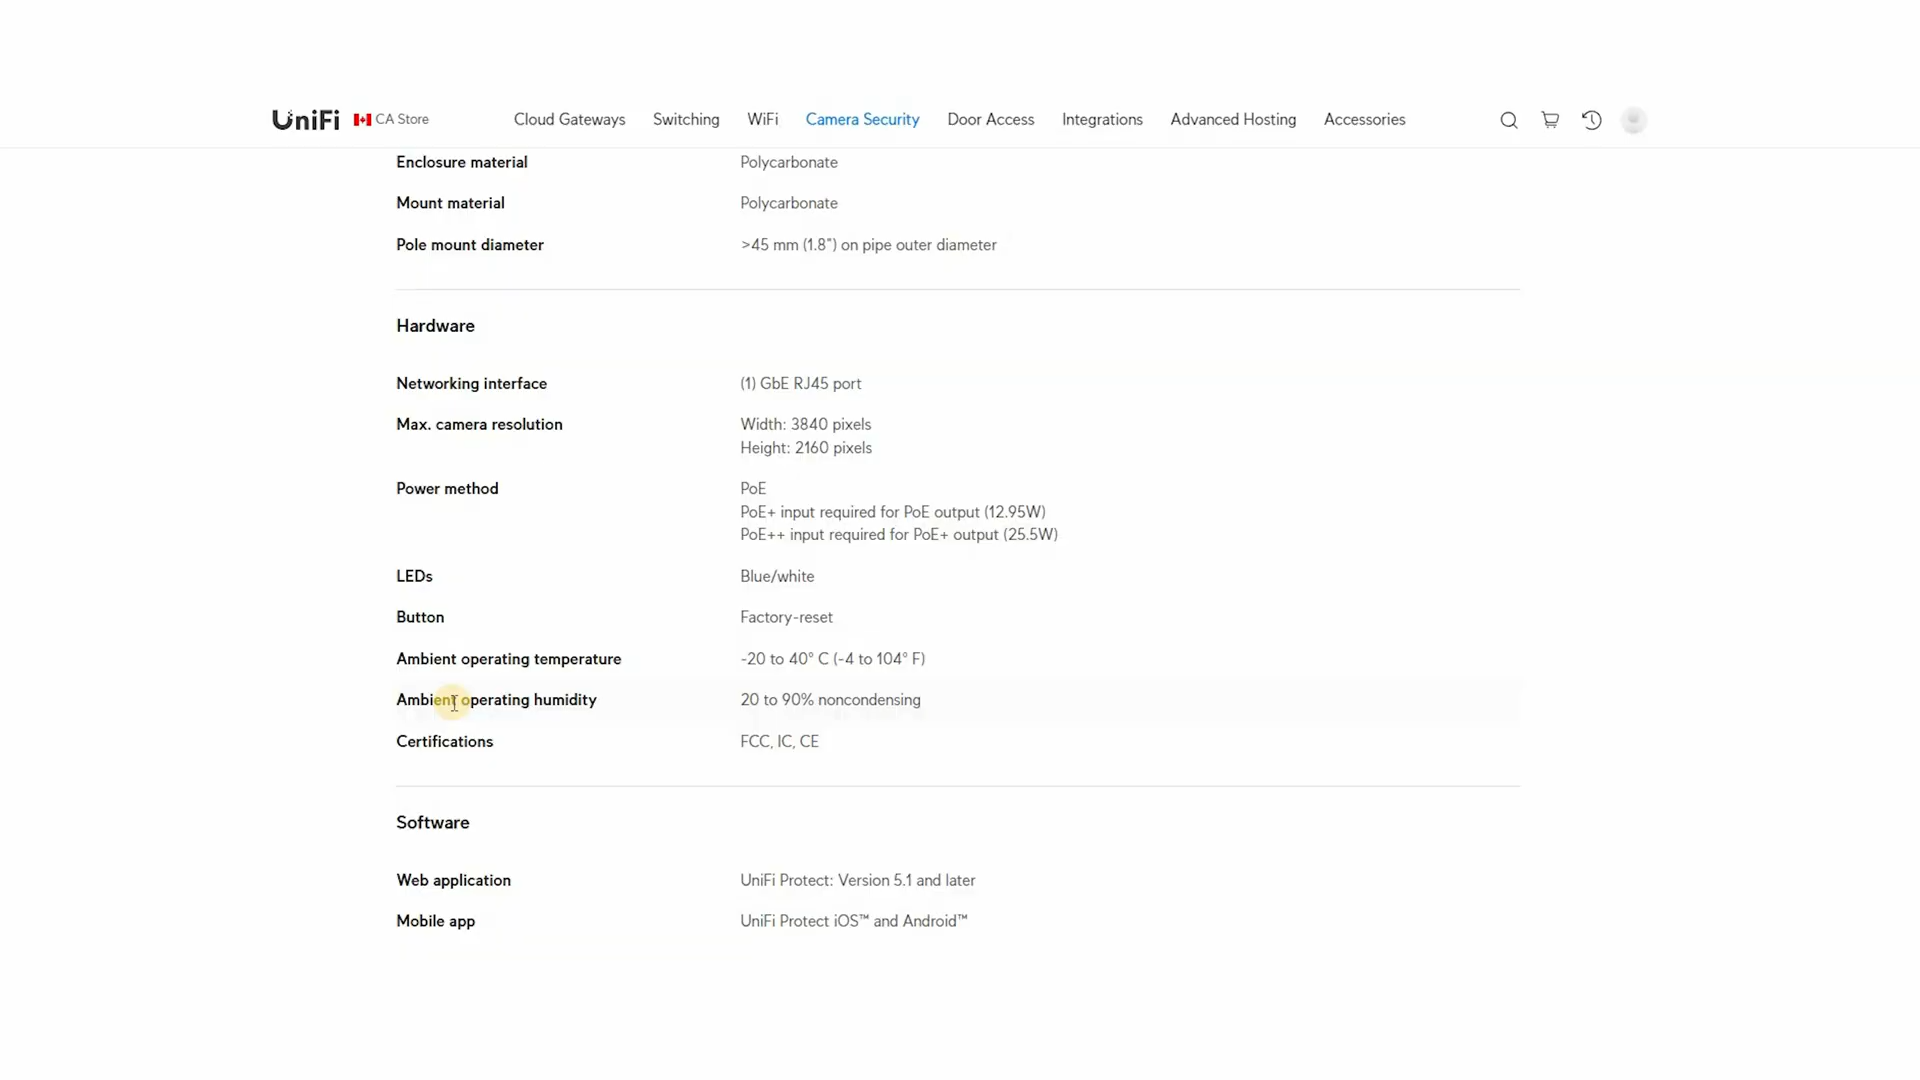 UniFi CA Store Cloud Gateways Switching WiFi Camera Security Door Access Integrations Advanced Hosting Accessories
Enclosure material Polycarbonate
Mount material Polycarbonate
Pole mount diameter >45 mm (1.8") on pipe outer diameter
Hardware
Networking interface (1) GbE RJ45 port
Max. camera resolution Width: 3840 pixels
Height: 2160 pixels
Power method PoE
PoE+ input required for PoE output (12.95W)
PoE++ input required for PoE+ output (25.5W)
LEDs Blue/white
Button Factory-reset
Ambient operating temperature -20 to 40° C (-4 to 104° F)
Ambient operating humidity 20 to 90% noncondensing
Certifications FCC, IC, CE
Software
Web application UniFi Protect: Version 5.1 and later
Mobile app UniFi Protect iOS™ and Android™